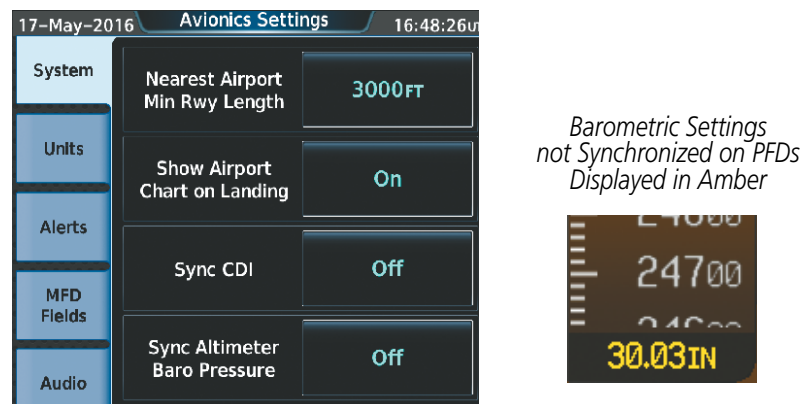 17-May-2016 Avionics Settings 16:48:26
System
Units
Alerts
MFD
Fields
Audio
Nearest Airport
Min Rwy Length
3000FT
Show Airport
Chart on Landing
On
Sync CDI
Off
Sync Altimeter
Baro Pressure
Off
Barometric Settings
not Synchronized on PFDs
Displayed in Amber
24700
30.03IN